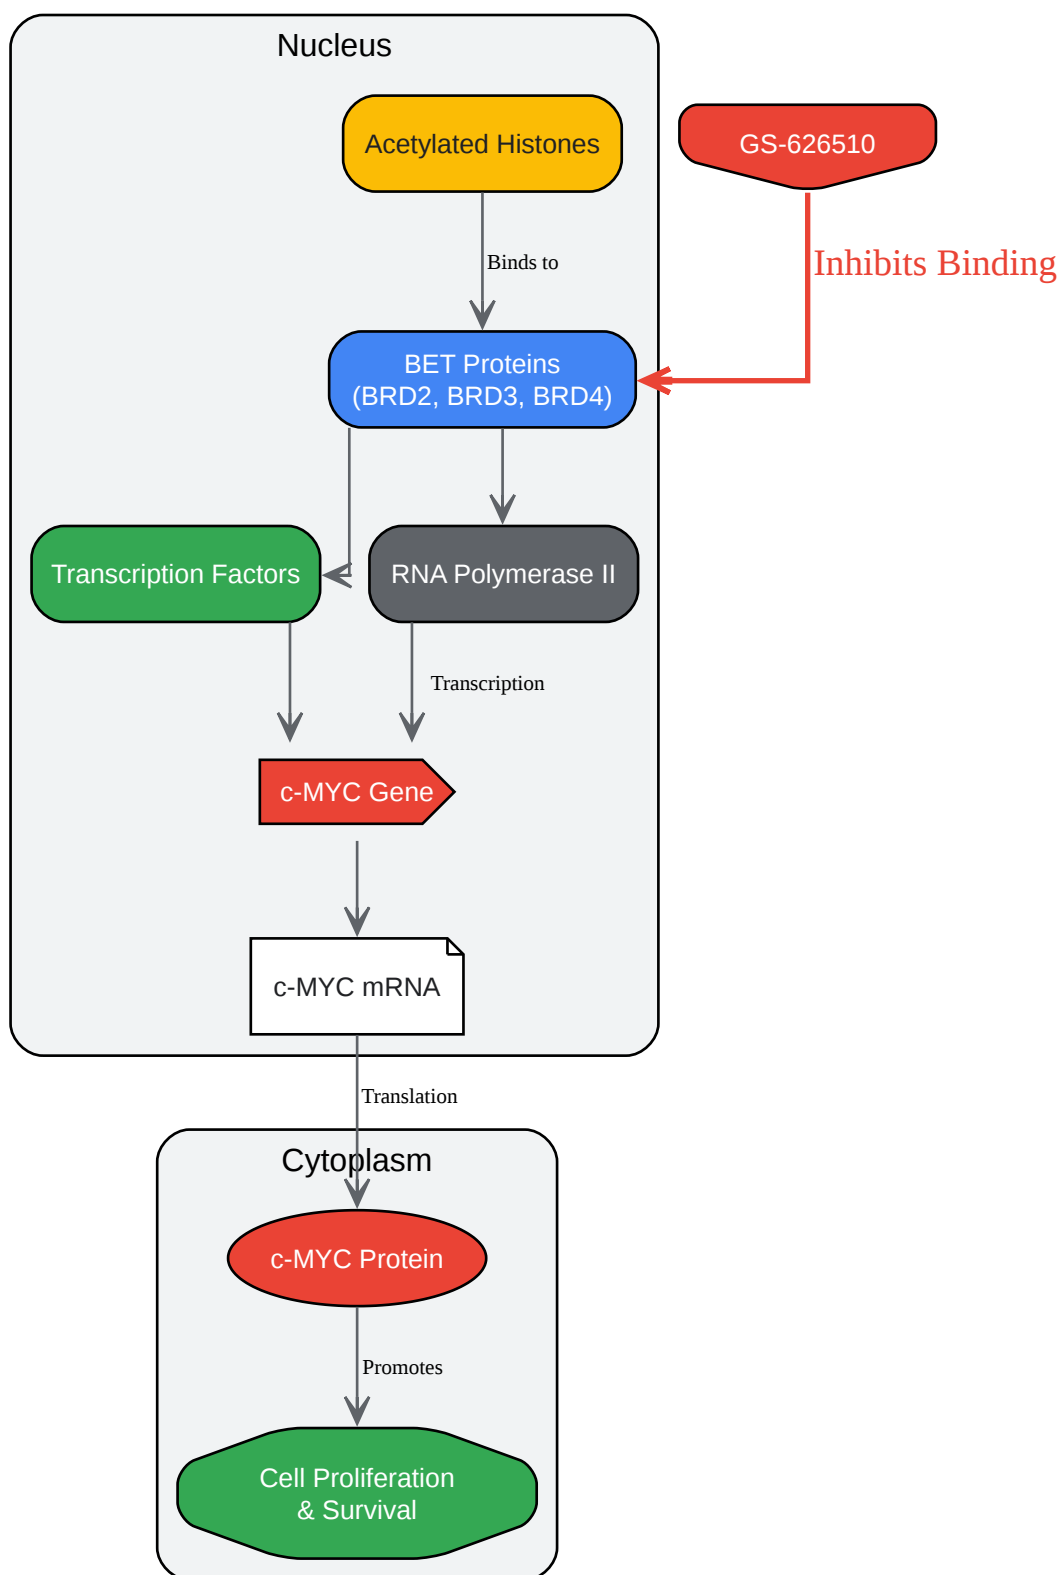 Nucleus
Acetylated Histones
GS-626510
Binds to
Inhibits Binding
BET Proteins
(BRD2, BRD3, BRD4)
Transcription Factors
RNA Polymerase II
Transcription
c-MYC Gene
c-MYC mRNA
Translation
Cytoplasm
c-MYC Protein
Promotes
Cell Proliferation
& Survival